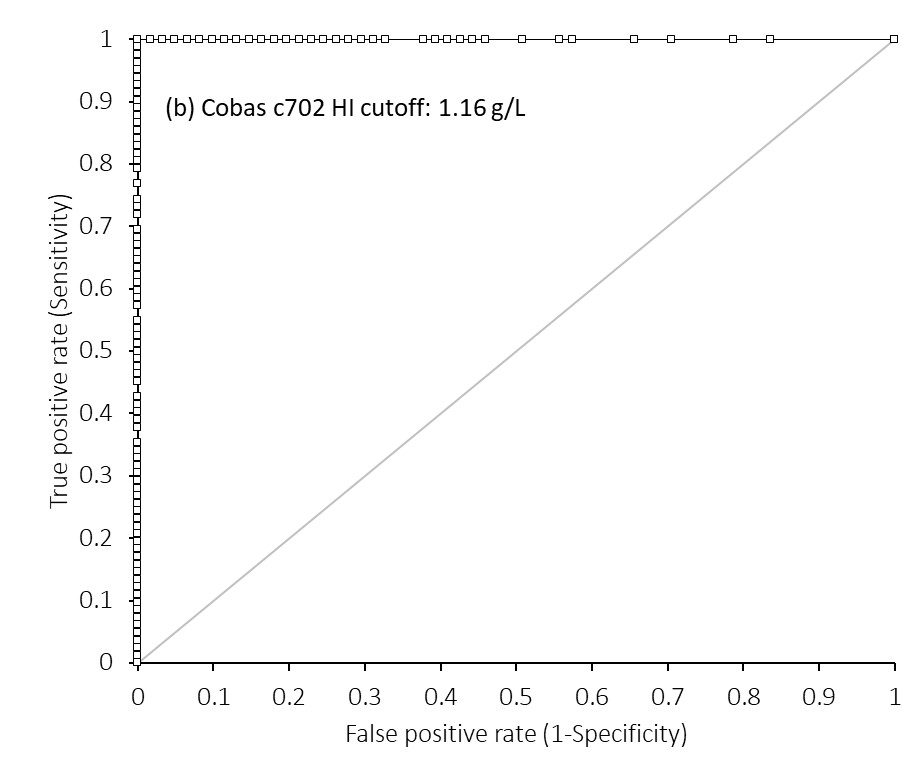 1
0.9
(b) Cobas c702 HI cutoff: 1.16 g/L
0.8
0.7
0.6
0.5
0.4
0.3
0.2
0.1
0
True positive rate (Sensitivity)
0 0.1 0.2 0.3 0.4 0.5 0.6 0.7 0.8 0.9 1
False positive rate (1-Specificity)